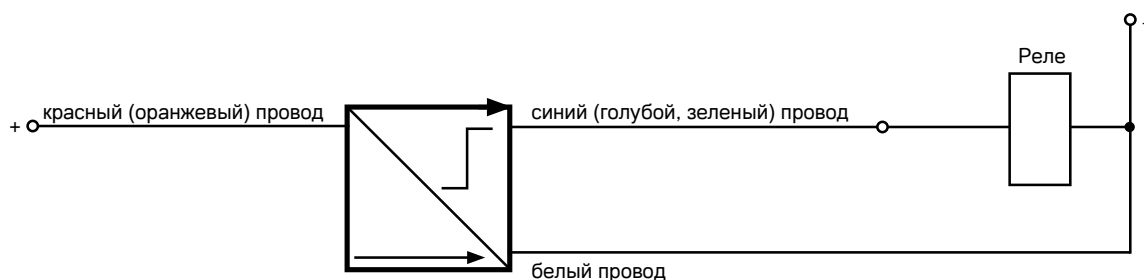 -
Реле
красный (оранжевый) провод
синий (голубой, зеленый) провод
+
белый провод